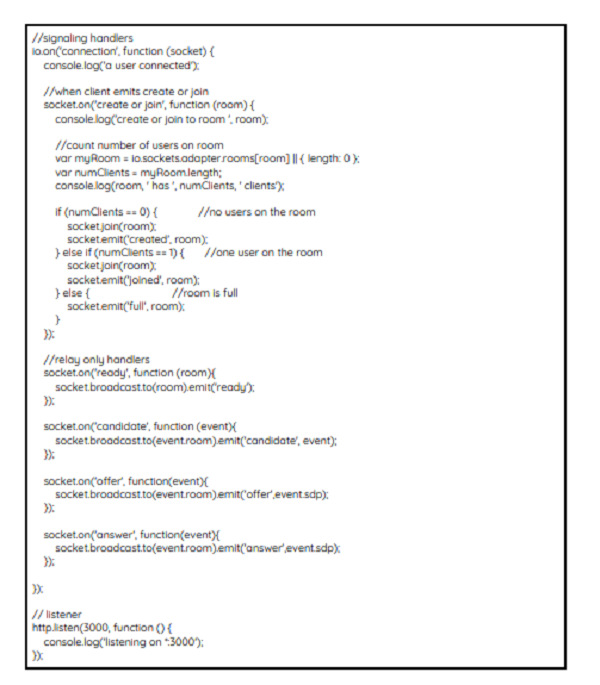 //signaling handlers
io.on('connection', function (socket) {
console.log('a user connected');
//when client emits create or join
socket.on('create or join', function (room) {
console.log('create or join to room ', room);
//count number of users on room
var myRoom = io.sockets.adapter.rooms[room] || { length: 0 };
var numClients = myRoom.length;
console.log(room, ' has ', numClients, ' clients');
if (numClients == 0) { //no users on the room
socket.join(room);
socket.emit('created', room);
} else if (numClients == 1) { //one user on the room
socket.join(room);
socket.emit('joined', room);
} else { //room is full
socket.emit('full', room);
}
});
//relay only handlers
socket.on('ready', function (room){
socket.broadcast.to(room).emit('ready');
});
socket.on('candidate', function (event){
socket.broadcast.to(event.room).emit('candidate', event);
});
socket.on('offer', function(event){
socket.broadcast.to(event.room).emit('offer',event.sdp);
});
socket.on('answer', function(event){
socket.broadcast.to(event.room).emit('answer',event.sdp);
});
});
// listener
http.listen(3000, function () {
console.log('listening on *:3000');
});